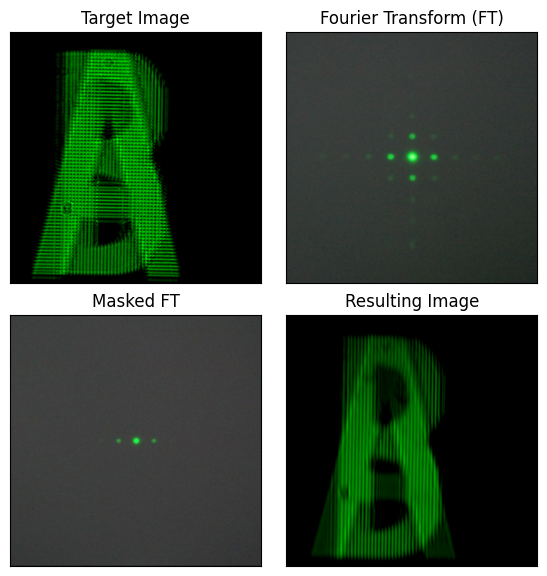 Target Image
Fourier Transform (FT)
A
B
Masked FT
Resulting Image
A
B